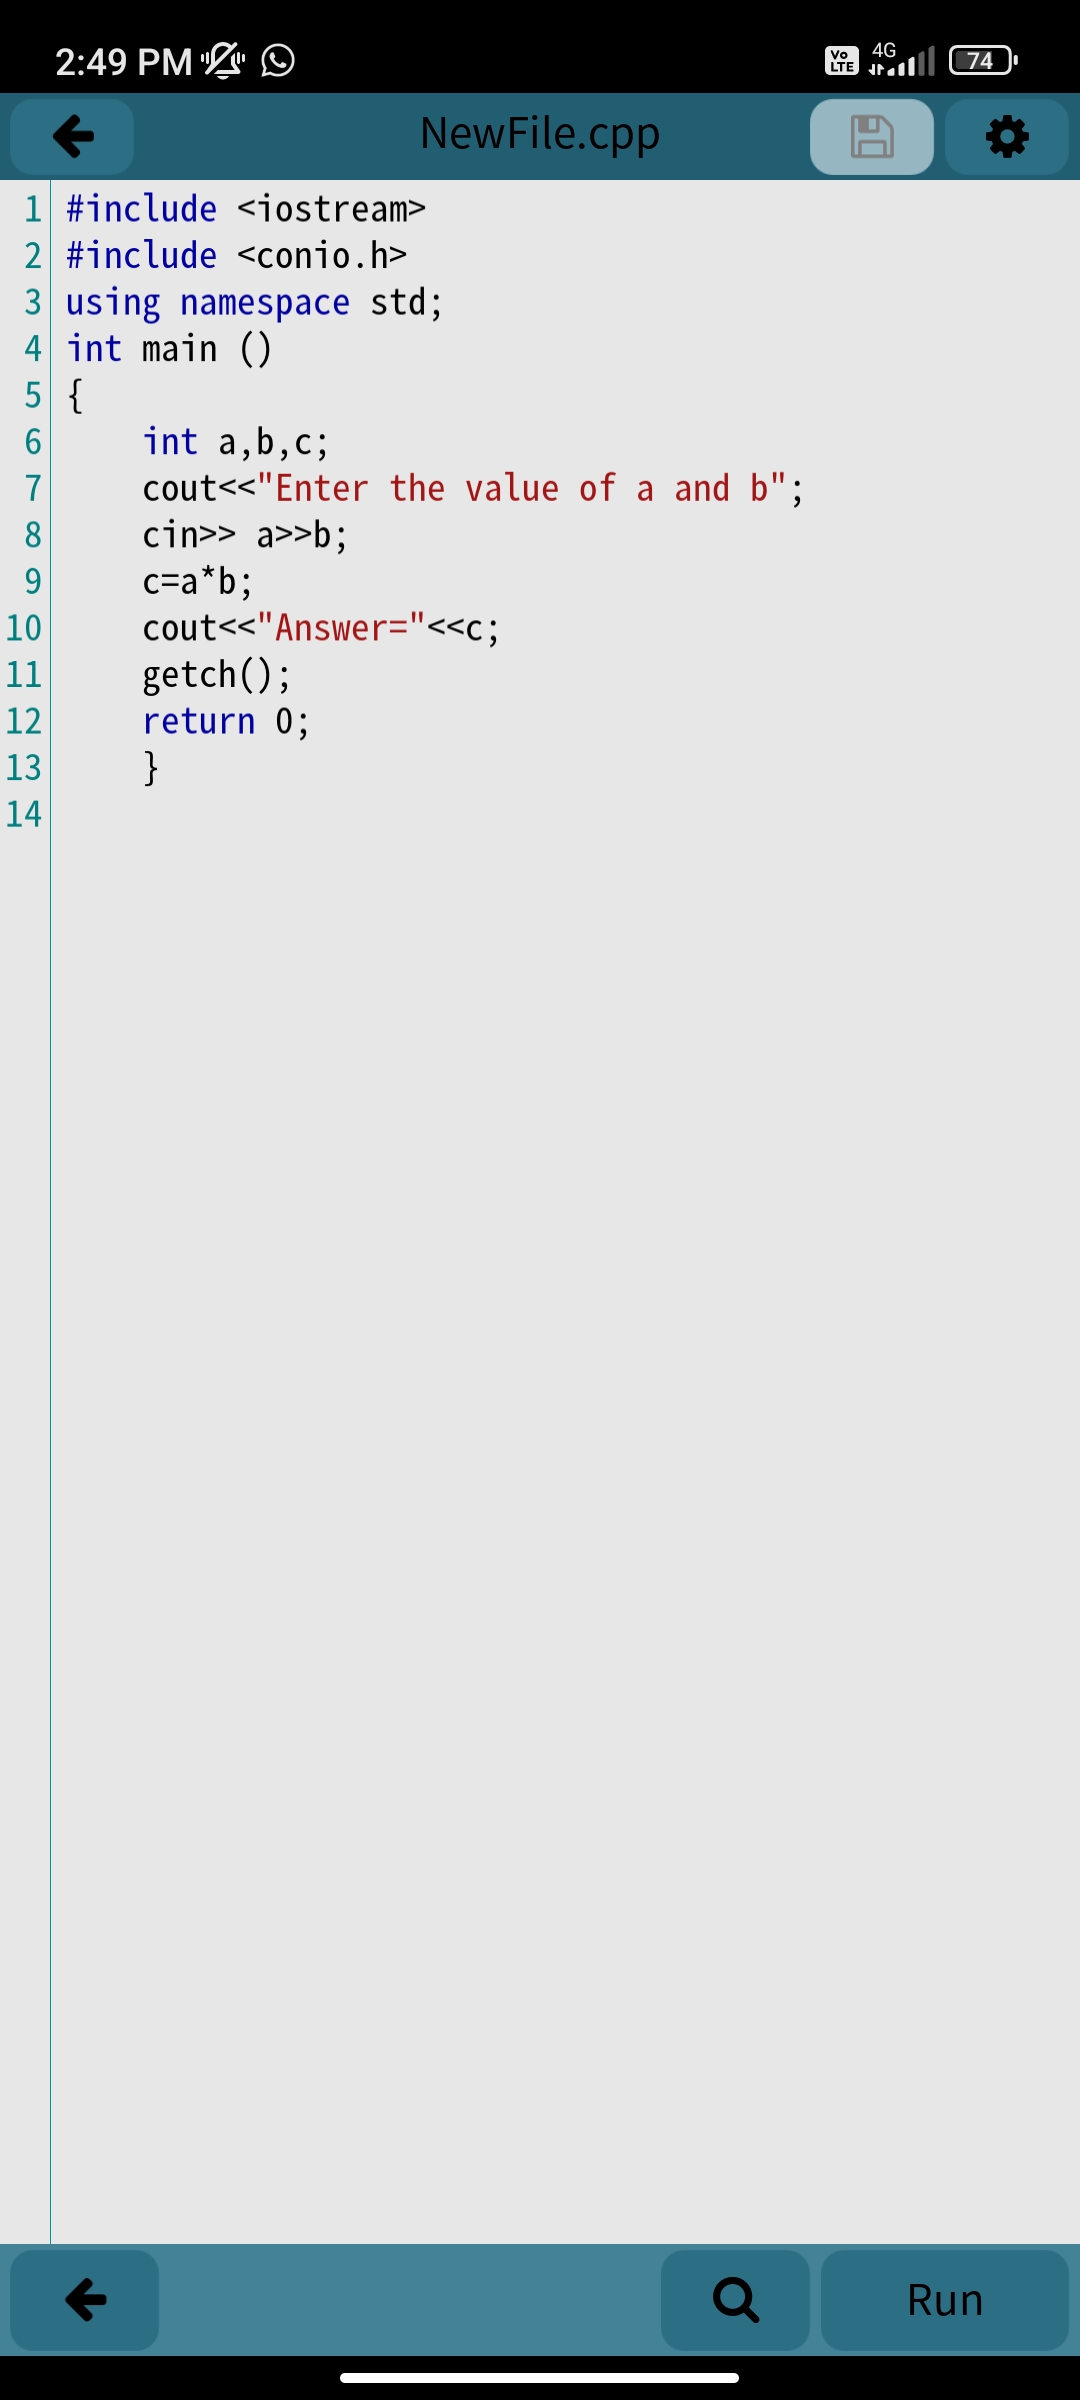 2:49 PM
Vo LTE 4G 74
NewFile.cpp
1 #include <iostream>
2 #include <conio.h>
3 using namespace std;
4 int main ()
5 {
6     int a,b,c;
7     cout<<"Enter the value of a and b";
8     cin>> a>>b;
9     c=a*b;
10     cout<<"Answer="<<c;
11     getch();
12     return 0;
13     }
14
Run